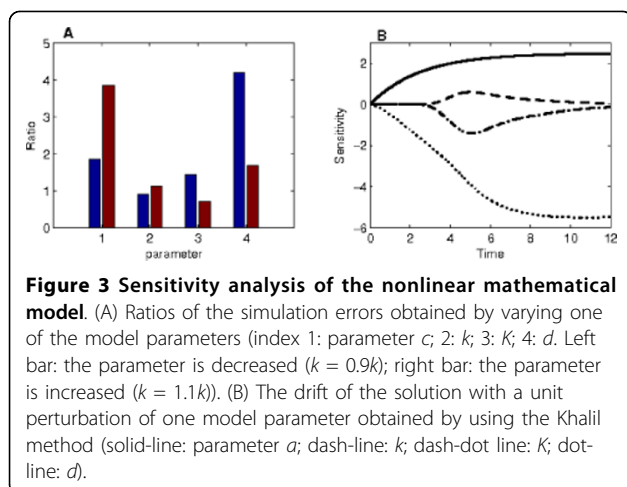 A
B
5
4
3
2
1
0
Ratio
1 2 3 4
parameter
2
0
-2
-4
-6
Sensitivity
0 2 4 6 8 10 12
Time
Figure 3 Sensitivity analysis of the nonlinear mathematical
model. (A) Ratios of the simulation errors obtained by varying one
of the model parameters (index 1: parameter c; 2: k; 3: K; 4: d. Left
bar: the parameter is decreased (k = 0.9k); right bar: the parameter
is increased (k = 1.1k)). (B) The drift of the solution with a unit
perturbation of one model parameter obtained by using the Khalil
method (solid-line: parameter a; dash-line: k; dash-dot line: K; dot-
line: d).